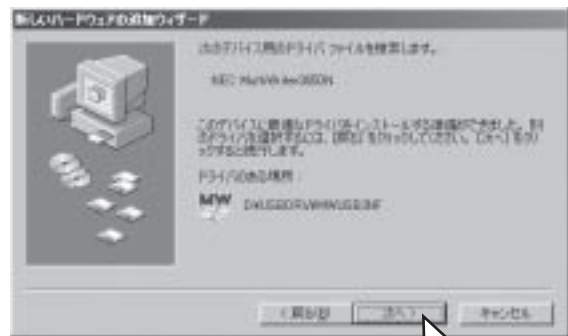 新しいハードウェアの追加ウィザード
次のデバイス用のドライバ ファイルを検索します。
NEC MultiWriter
このデバイスに最適なドライバをインストールする準備ができました。別
のドライバを選択するには、[戻る] をクリックしてください。[次へ] をクリ
ックすると続行します。
ドライバのある場所:
MW
< 戻る(B)
次へ >
キャンセル